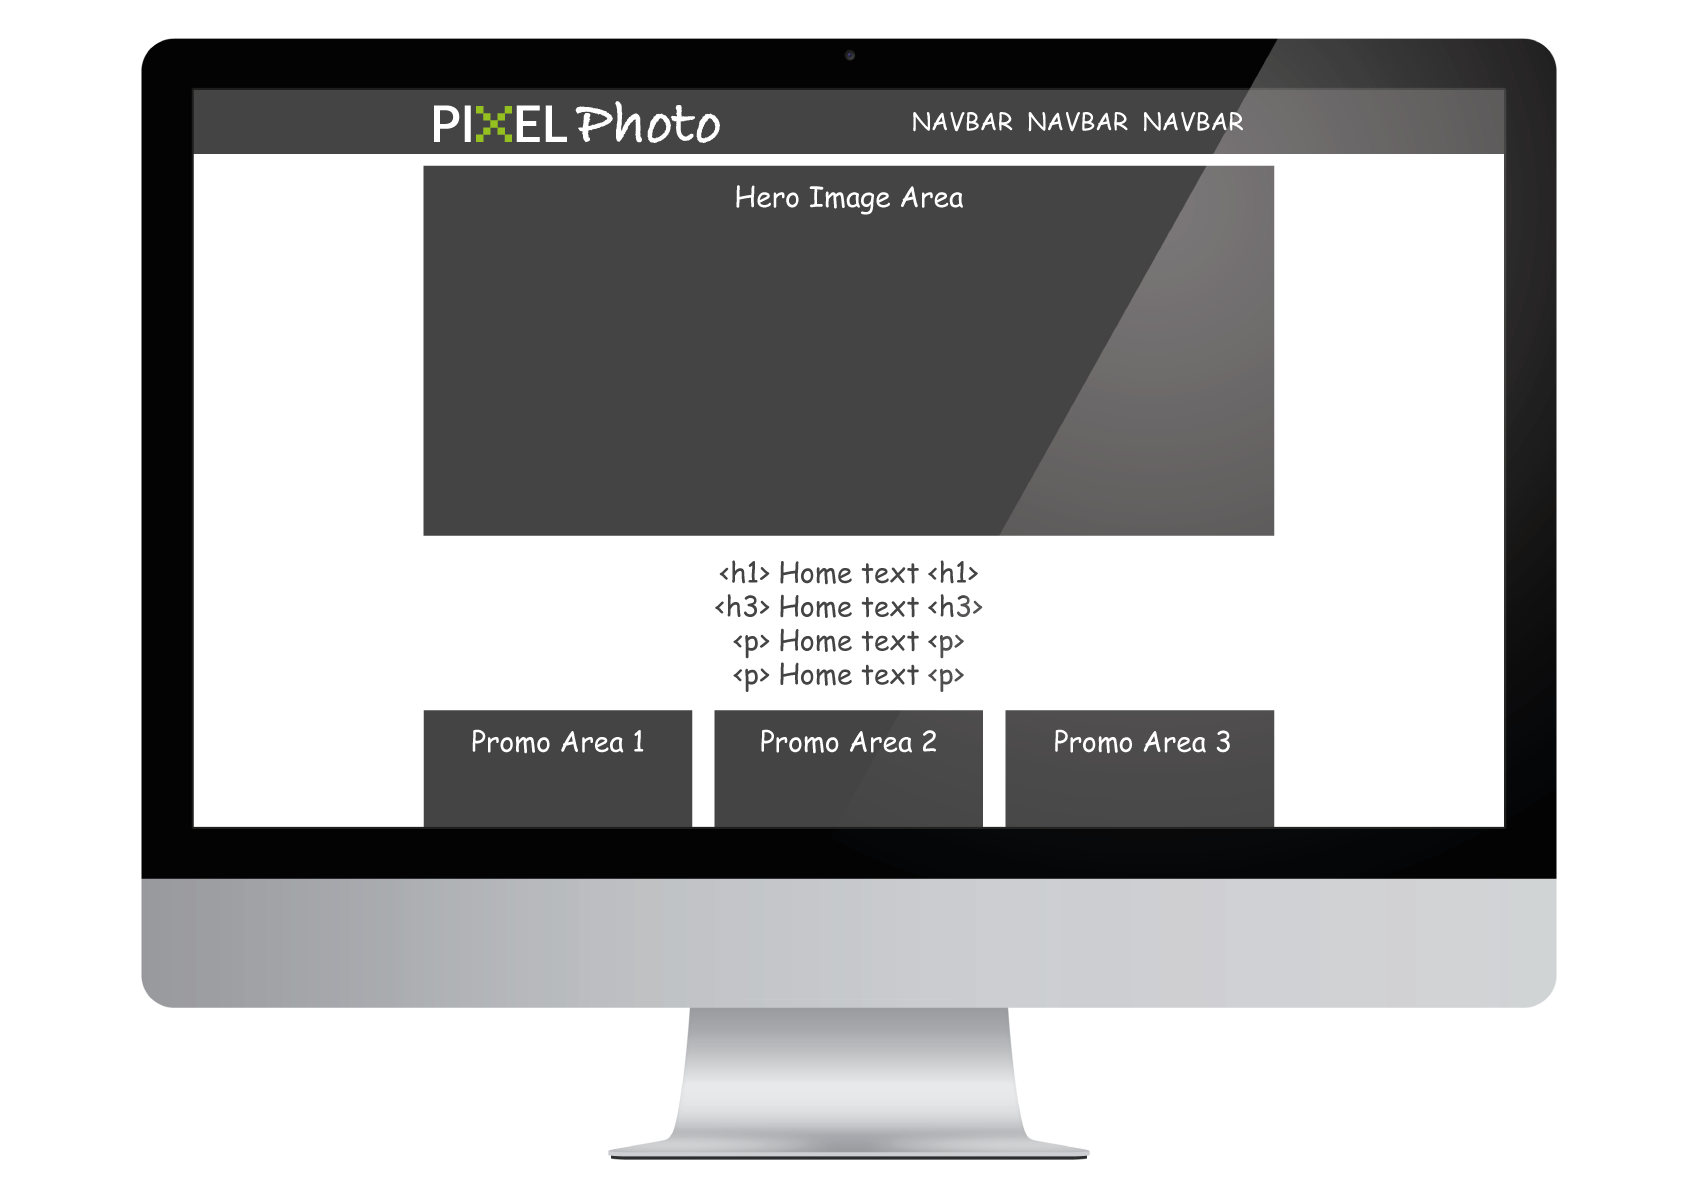 PIXEL Photo
NAVBAR NAVBAR NAVBAR
Hero Image Area
<h1> Home text <h1>
<h3> Home text <h3>
<p> Home text <p>
<p> Home text <p>
Promo Area 1
Promo Area 2
Promo Area 3